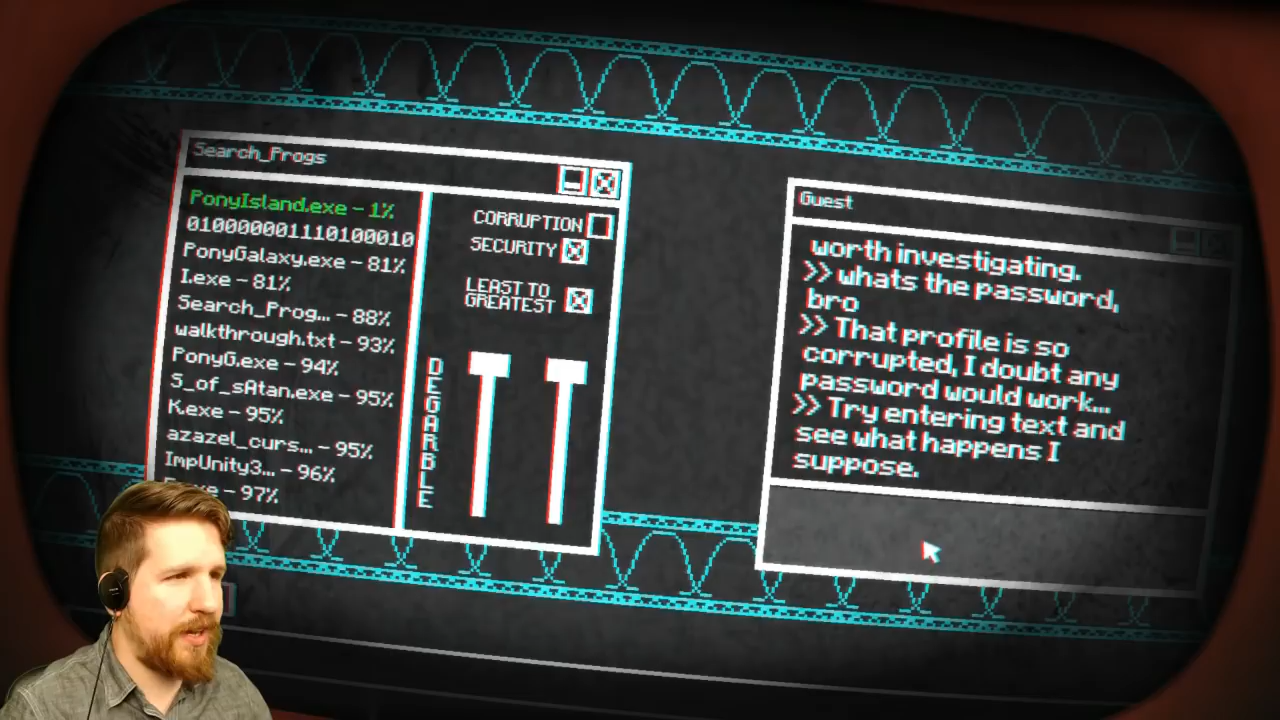 Search_Progs
PonyIsland.exe - 1%
0100000011110100010
PonyGalaxy.exe - 81%
I.exe - 81%
Search_Prog... - 88%
walkthrough.txt - 93%
PonyG.exe - 94%
S_of_sAtan.exe - 95%
K.exe - 95%
azazel_curs... - 95%
ImpUnity3... - 96%
- 97%
CORRUPTION
SECURITY
LEAST TO
GREATEST
DEGARBLE
Guest
worth investigating.
>> whats the password,
bro
>> That profile is so
corrupted, I doubt any
password would work...
>> Try entering text and
see what happens I
suppose.